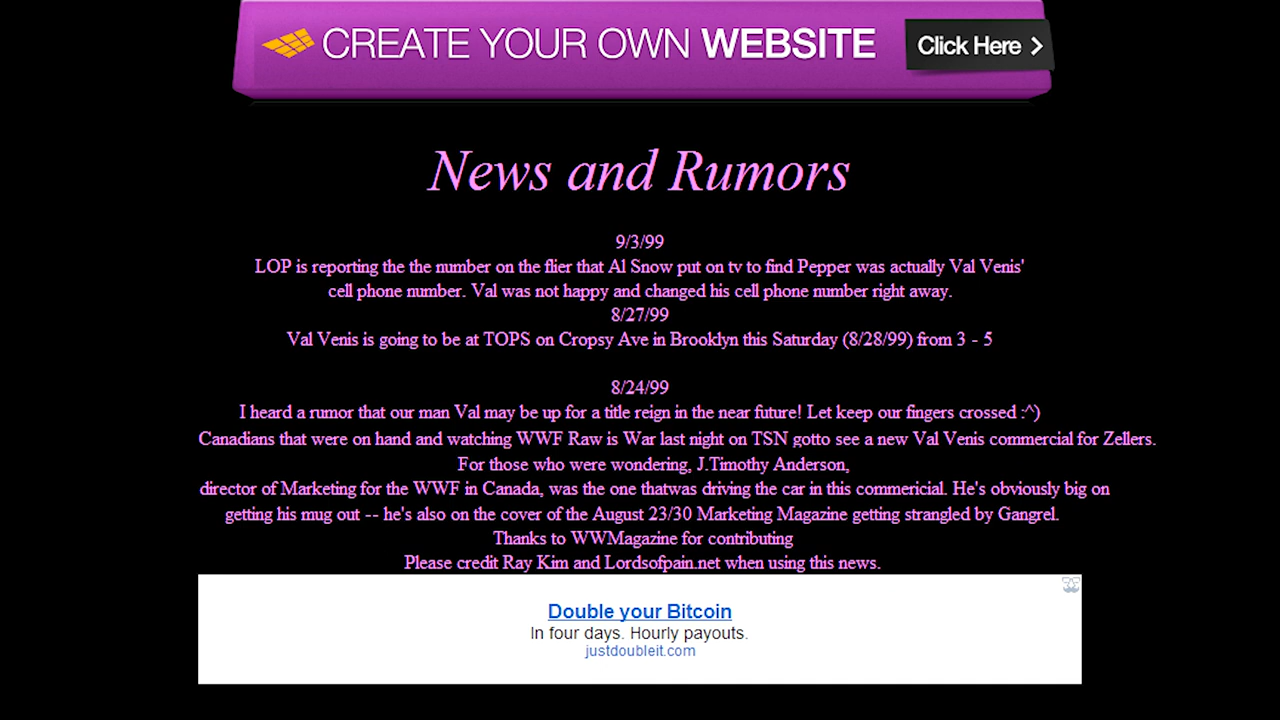 CREATE YOUR OWN WEBSITE Click Here
News and Rumors
9/3/99
LOP is reporting the the number on the flier that Al Snow put on tv to find Pepper was actually Val Venis'
cell phone number. Val was not happy and changed his cell phone number right away.
8/27/99
Val Venis is going to be at TOPS on Cropsy Ave in Brooklyn this Saturday (8/28/99) from 3 - 5
8/24/99
I heard a rumor that our man Val may be up for a title reign in the near future! Let keep our fingers crossed :^)
Canadians that were on hand and watching WWF Raw is War last night on TSN gotto see a new Val Venis commercial for Zellers.
For those who were wondering, J.Timothy Anderson,
director of Marketing for the WWF in Canada, was the one thatwas driving the car in this commericial. He's obviously big on
getting his mug out -- he's also on the cover of the August 23/30 Marketing Magazine getting strangled by Gangrel.
Thanks to WWMagazine for contributing
Please credit Ray Kim and Lordsofpain.net when using this news.
Double your Bitcoin
In four days. Hourly payouts.
justdoubleit.com